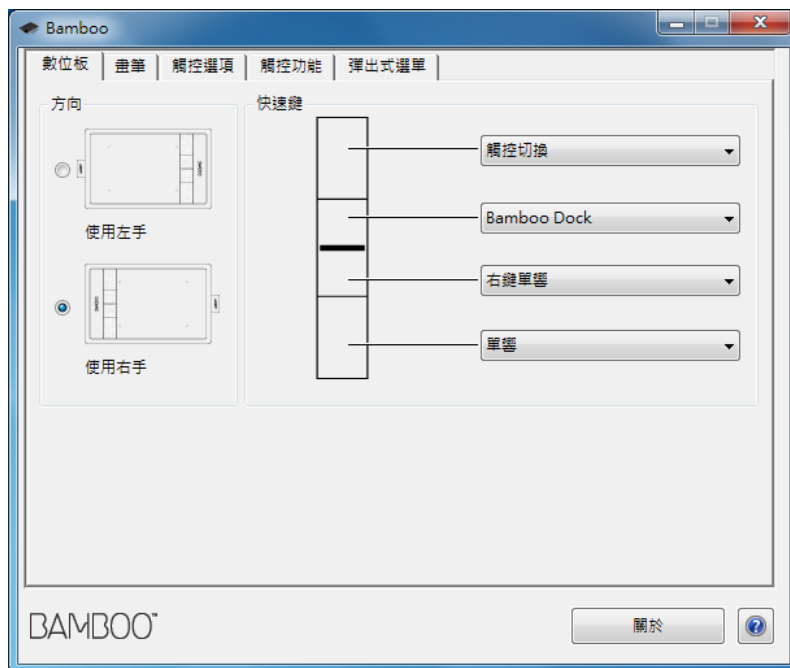 Bamboo
數位板 畫筆 觸控選項 觸控功能 彈出式選單
方向
快速鍵
觸控切換
使用左手
Bamboo Dock
右鍵單響
單響
使用右手
BAMBOO™
關於